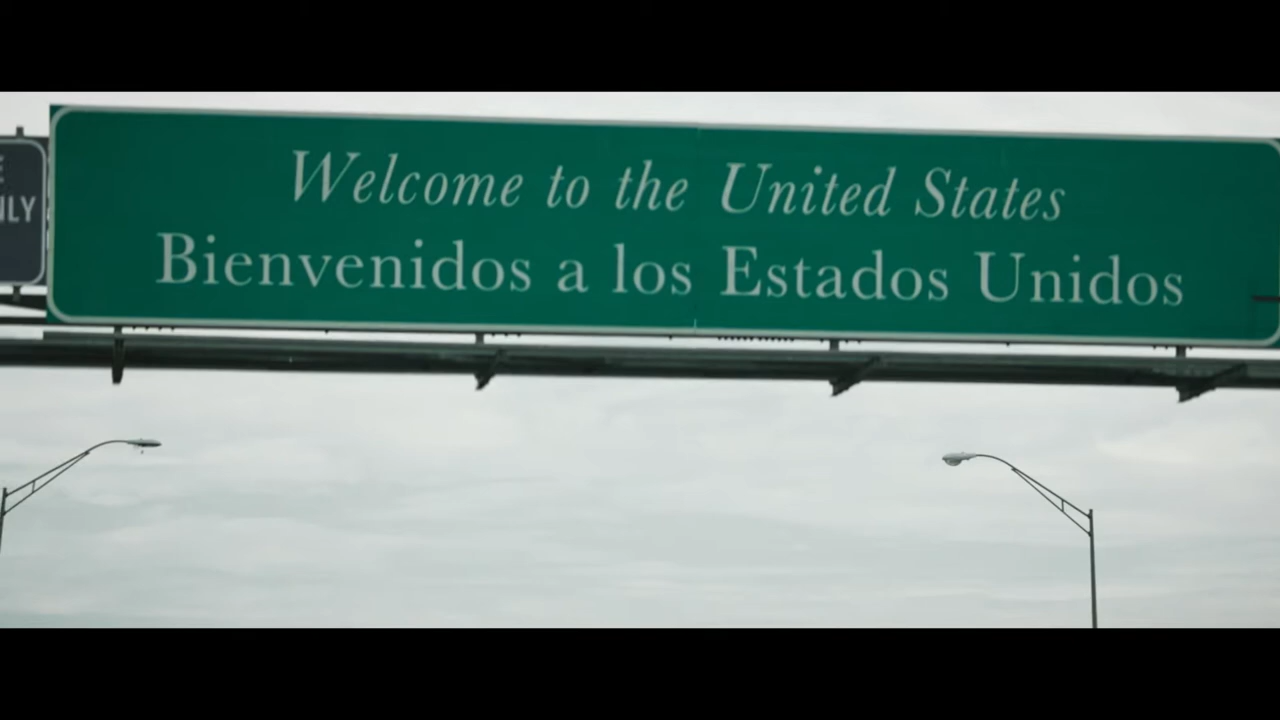 Welcome to the United States
Bienvenidos a los Estados Unidos